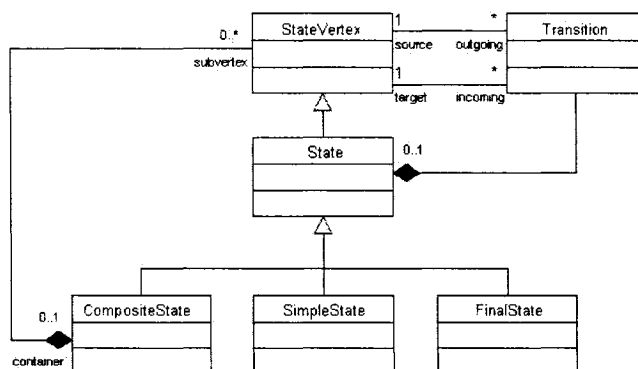 0..* StateVertex 1 * Transition
subvertex source outgoing
1 *
target incoming
State 0..1
0..1 CompositeState SimpleState FinalState
container